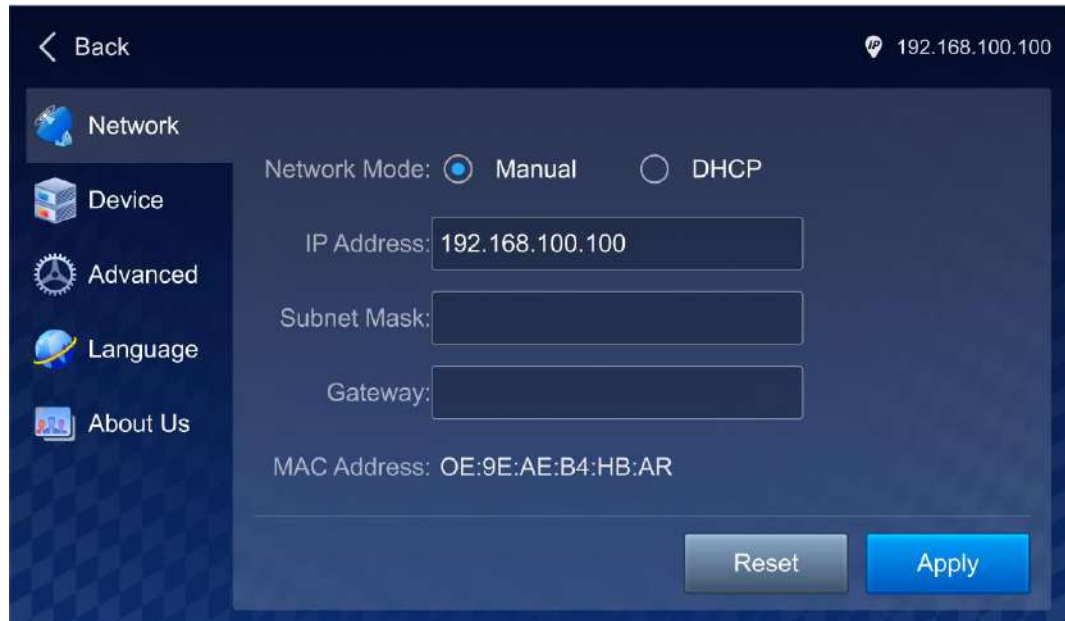 Back
IP 192.168.100.100
Network
Network Mode: Manual DHCP
Device
IP Address: 192.168.100.100
Advanced
Subnet Mask:
Language
Gateway:
About Us
MAC Address: OE:9E:AE:B4:HB:AR
Reset Apply